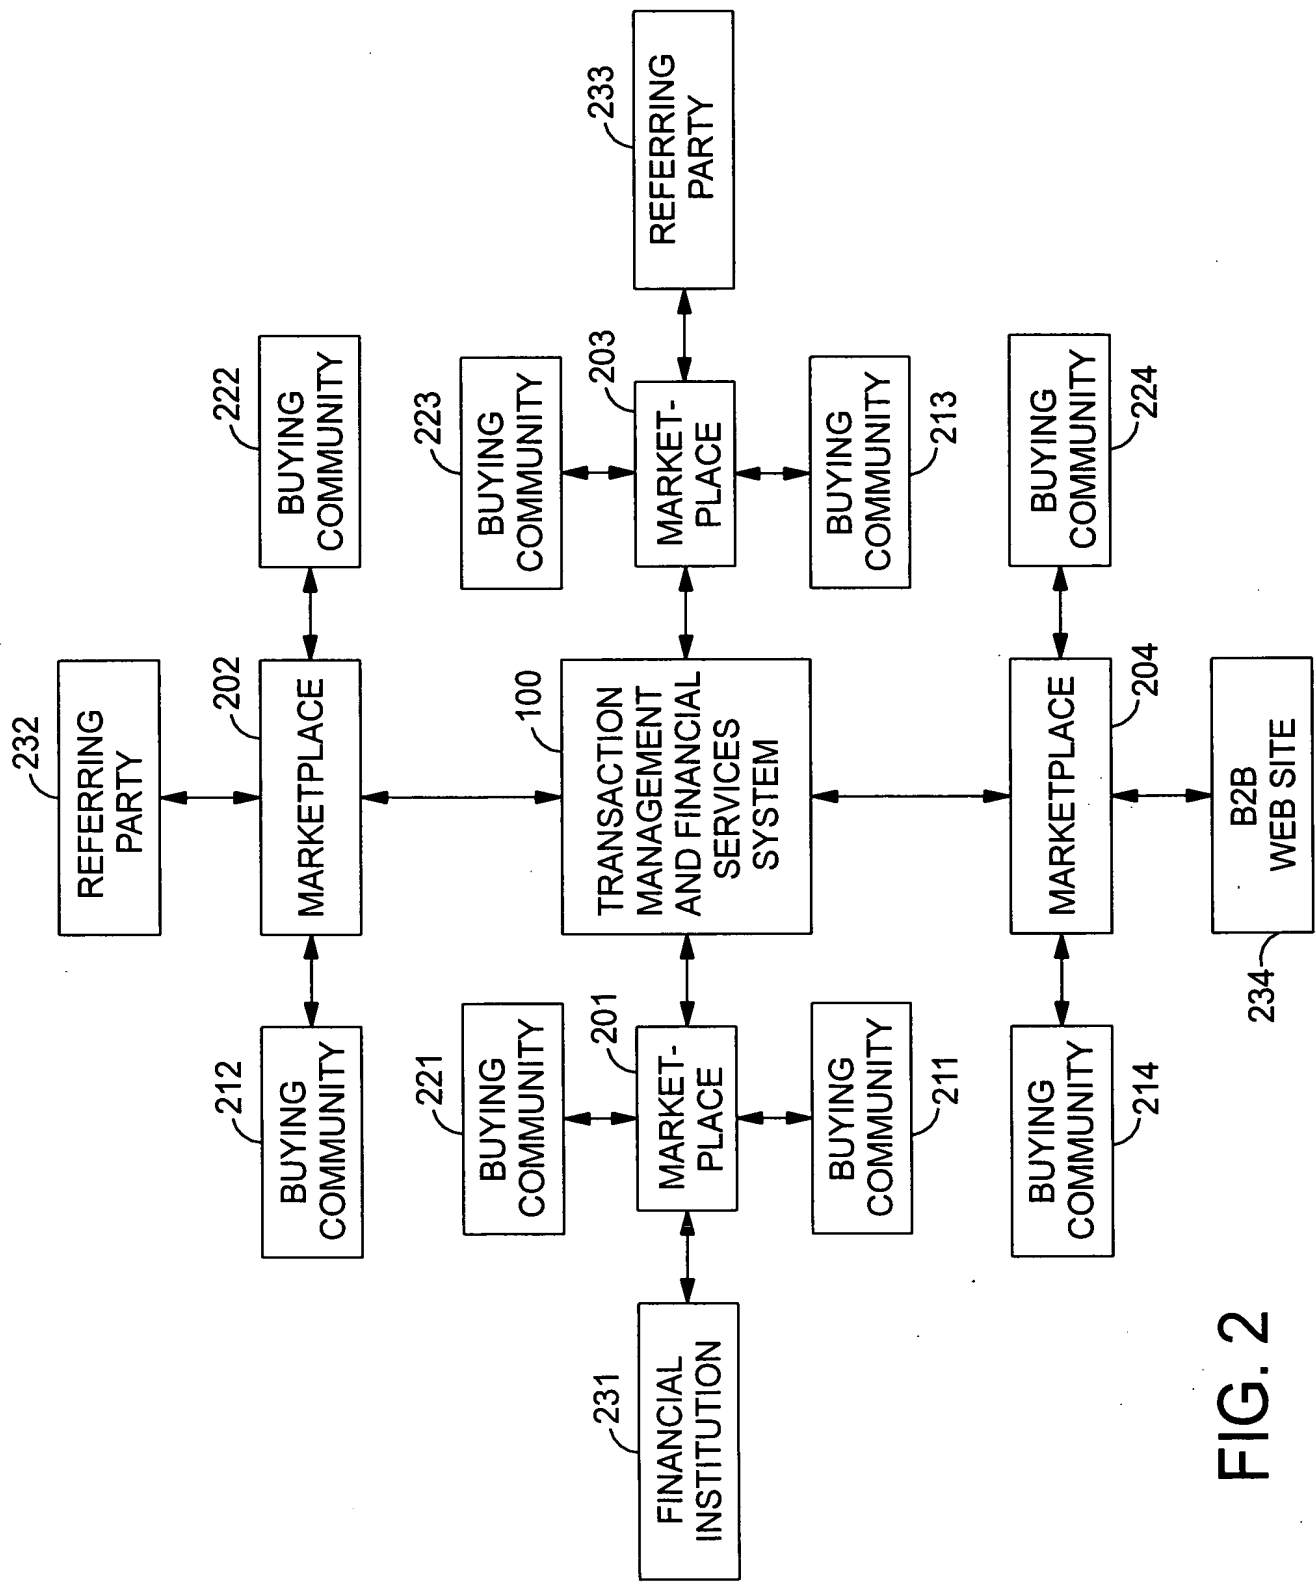 232
REFERRING
PARTY
212
BUYING
COMMUNITY
202
MARKETPLACE
222
BUYING
COMMUNITY
231
FINANCIAL
INSTITUTION
221
BUYING
COMMUNITY
201
MARKET-
PLACE
BUYING
COMMUNITY
211
100
TRANSACTION
MANAGEMENT
AND FINANCIAL
SERVICES
SYSTEM
223
BUYING
COMMUNITY
203
MARKET-
PLACE
BUYING
COMMUNITY
213
233
REFERRING
PARTY
BUYING
COMMUNITY
214
MARKETPLACE
204
BUYING
COMMUNITY
224
234
B2B
WEB SITE
FIG. 2